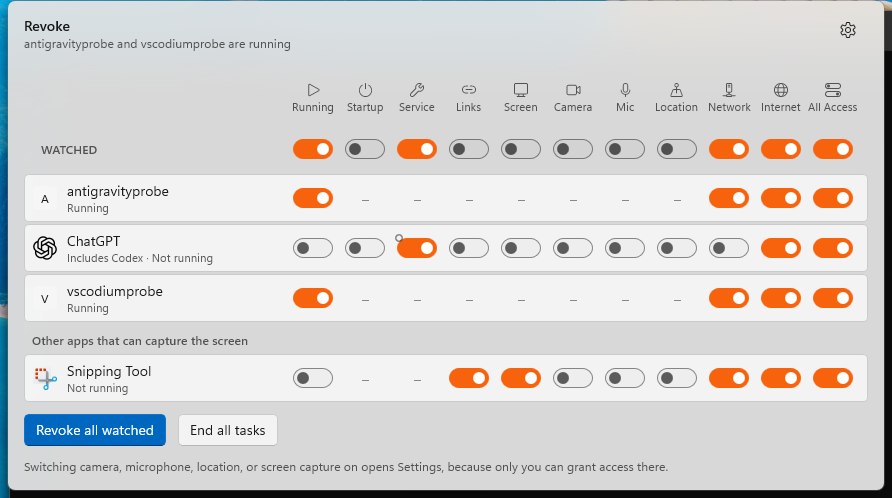 Revoke
antigravityprobe and vscodiumprobe are running
Running Startup Service Links Screen Camera Mic Location Network Internet All Access
WATCHED
A antigravityprobe
Running
ChatGPT
Includes Codex · Not running
V vscodiumprobe
Running
Other apps that can capture the screen
Snipping Tool
Not running
Revoke all watched End all tasks
Switching camera, microphone, location, or screen capture on opens Settings, because only you can grant access there.